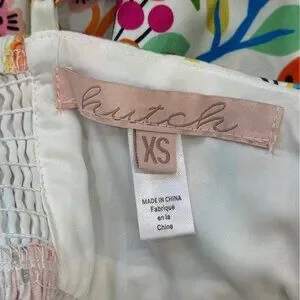 hutch
XS
MADE IN CHINA
Fabriqué
en la
Chine